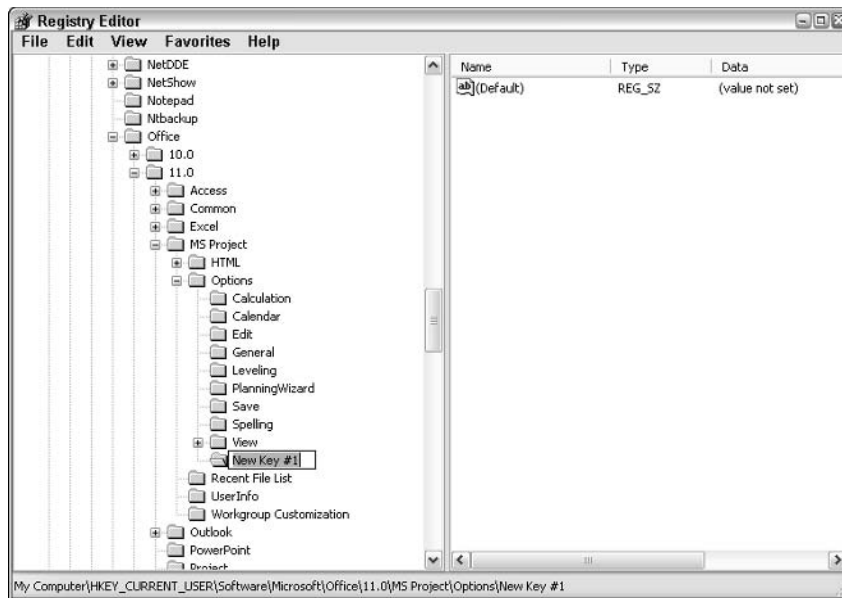 Registry Editor
File Edit View Favorites Help
NetDDE
NetShow
Notepad
Ntbackup
Office
10.0
11.0
Access
Common
Excel
MS Project
HTML
Options
Calculation
Calendar
Edit
General
Leveling
PlanningWizard
Save
Spelling
View
New Key #1
Recent File List
UserInfo
Workgroup Customization
Outlook
PowerPoint
Project
Name Type Data
ab (Default) REG_SZ (value not set)
My Computer\HKEY_CURRENT_USER\Software\Microsoft\Office\11.0\MS Project\Options\New Key #1